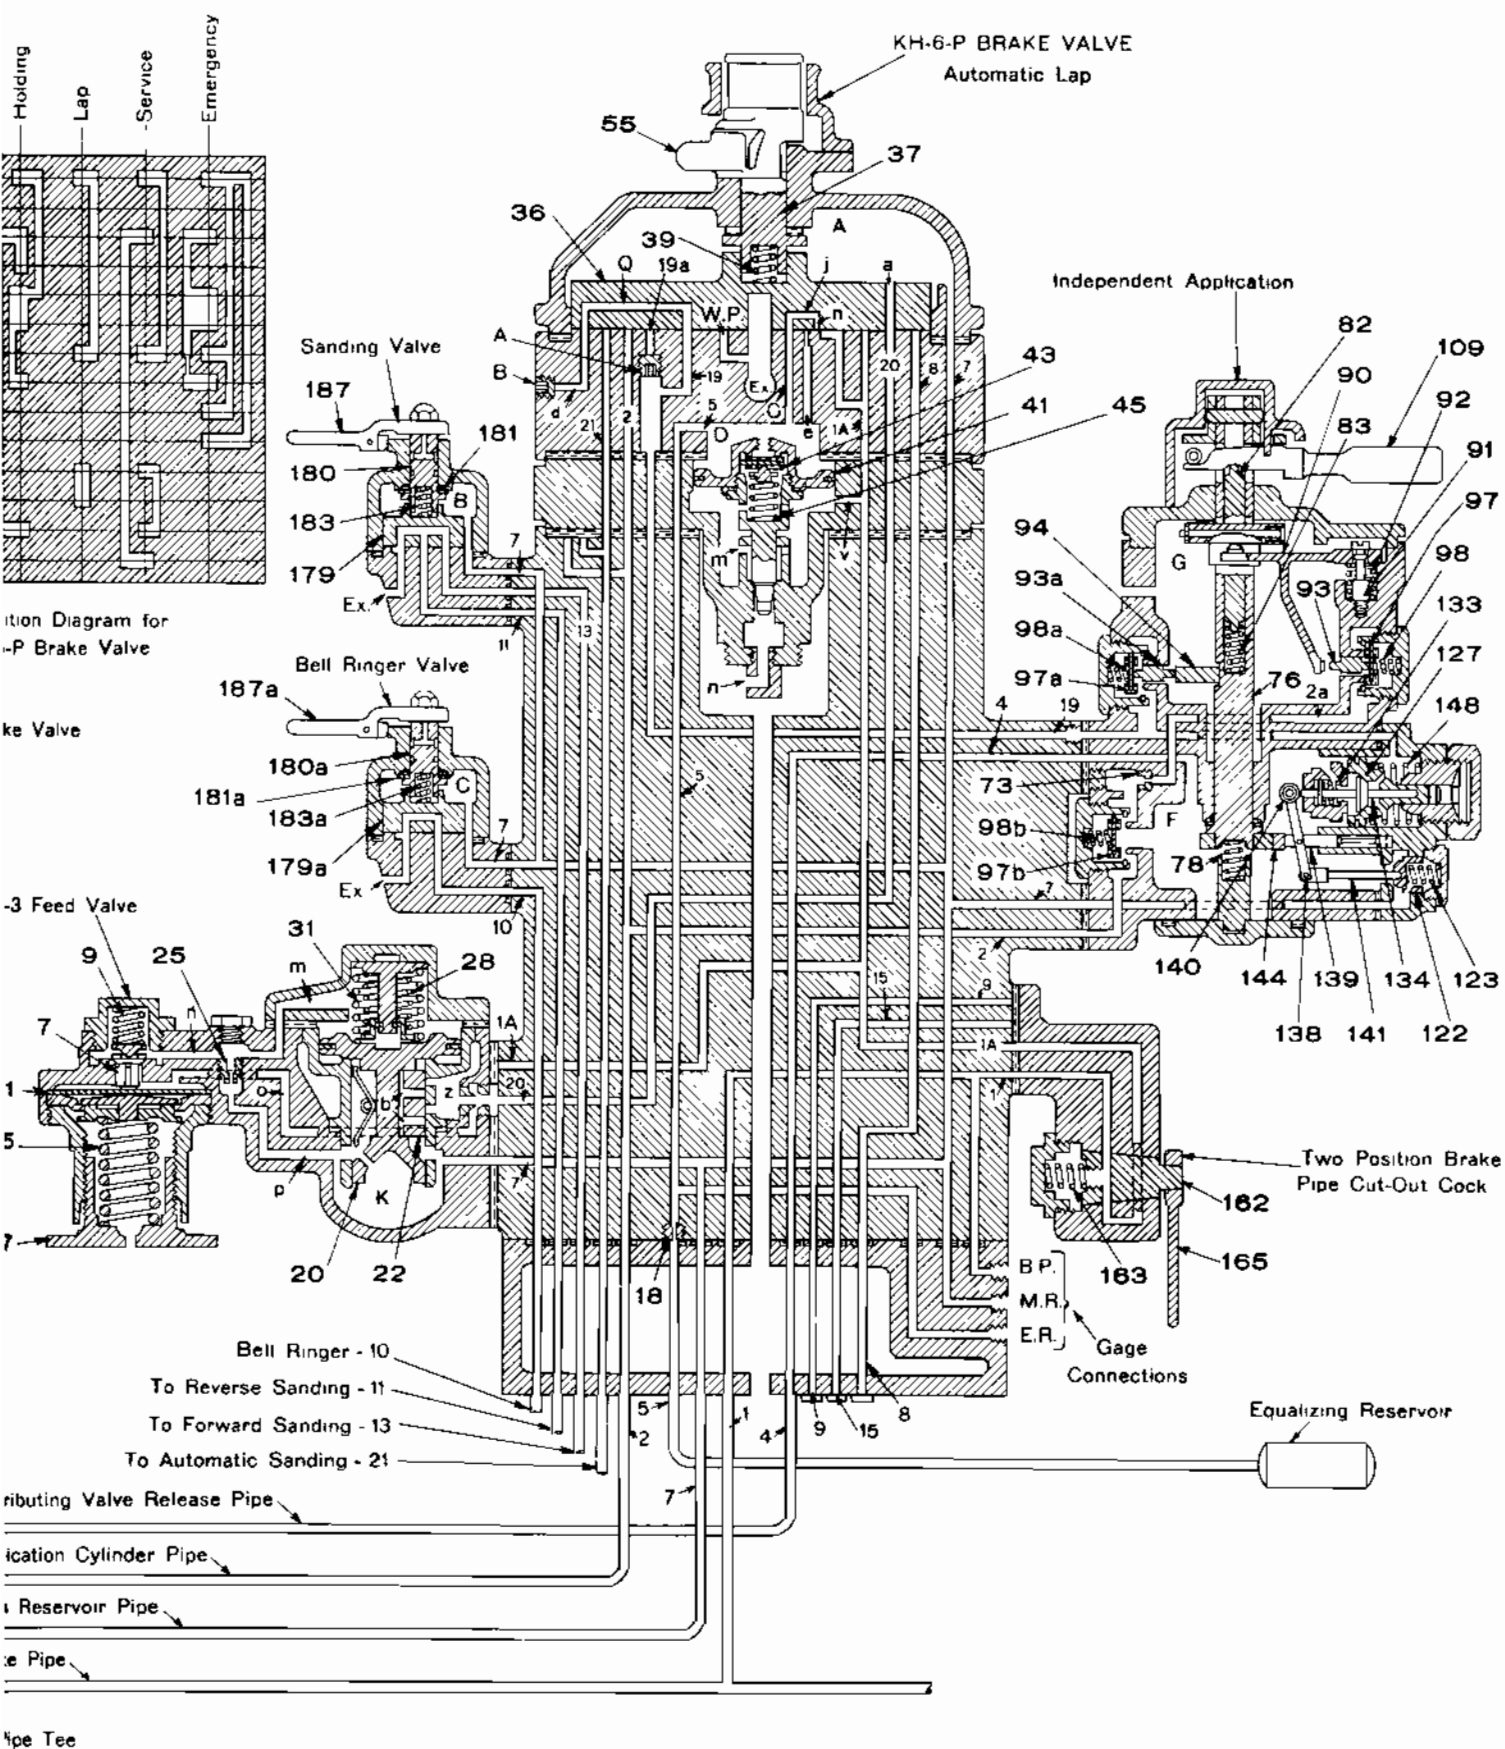 Holding
Lap
Service
Emergency
KH-6-P BRAKE VALVE
Automatic Lap
55
37
36
A
39
Q
19a
j
a
Independent Application
W.P.
n
82
Sanding Valve
A
20
8
7
43
90
109
187
B
19
Ex
92
181
d
21
2
5
D
1A
e
41
45
83
91
180
B
97
183
94
98
179
7
m
v
G
93a
93
133
Ex.
98a
ition Diagram for
-P Brake Valve
11
13
127
Bell Ringer Valve
n
97a
76
2a
187a
4
19
148
ke Valve
180a
C
5
73
181a
183a
F
98b
179a
7
78
97b
Ex
7
-3 Feed Valve
10
31
9
25
m
28
2
140
144
139
134
123
15
9
138
141
122
7
n
1A
1
o
c
b
z
20
1A
1
5
Two Position Brake
Pipe Cut-Out Cock
p
K
7
162
7
20
22
18
B.P.
M.R.
E.R.
163
165
Gage
Connections
Bell Ringer - 10
To Reverse Sanding - 11
8
To Forward Sanding - 13
5
1
9
15
Equalizing Reservoir
To Automatic Sanding - 21
2
4
ributing Valve Release Pipe
7
ication Cylinder Pipe
Reservoir Pipe
e Pipe
ipe Tee